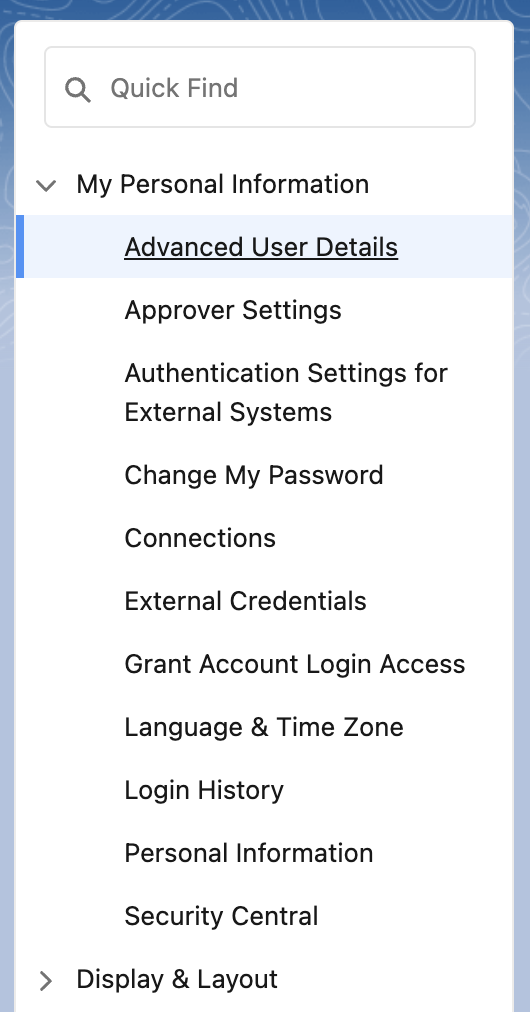 Quick Find
My Personal Information
Advanced User Details
Approver Settings
Authentication Settings for
External Systems
Change My Password
Connections
External Credentials
Grant Account Login Access
Language & Time Zone
Login History
Personal Information
Security Central
Display & Layout